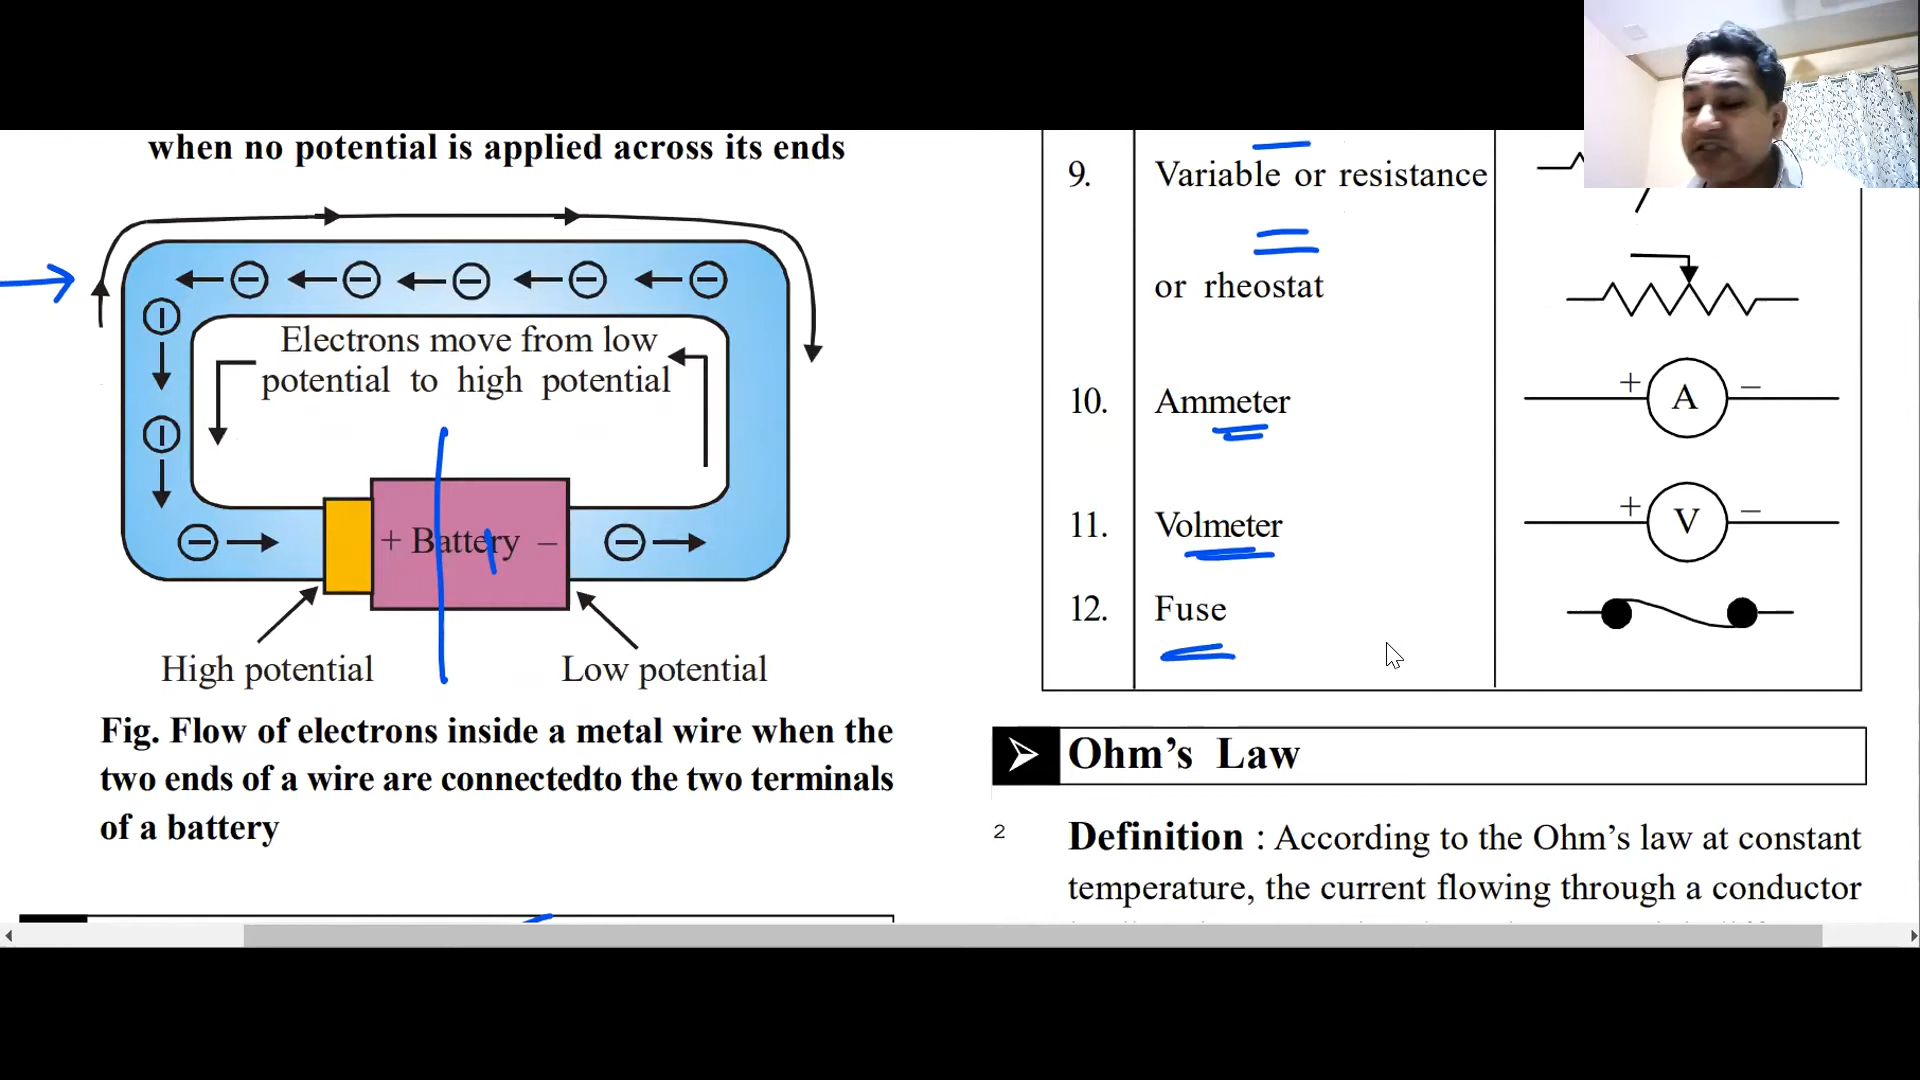 when no potential is applied across its ends
Electrons move from low
potential to high potential
+ Battery –
High potential
Low potential
Fig. Flow of electrons inside a metal wire when the
two ends of a wire are connectedto the two terminals
of a battery
9. Variable or resistance
or rheostat
10. Ammeter
+ A –
11. Volmeter
+ V –
12. Fuse
➢ Ohm’s Law
2
Definition : According to the Ohm’s law at constant
temperature, the current flowing through a conductor